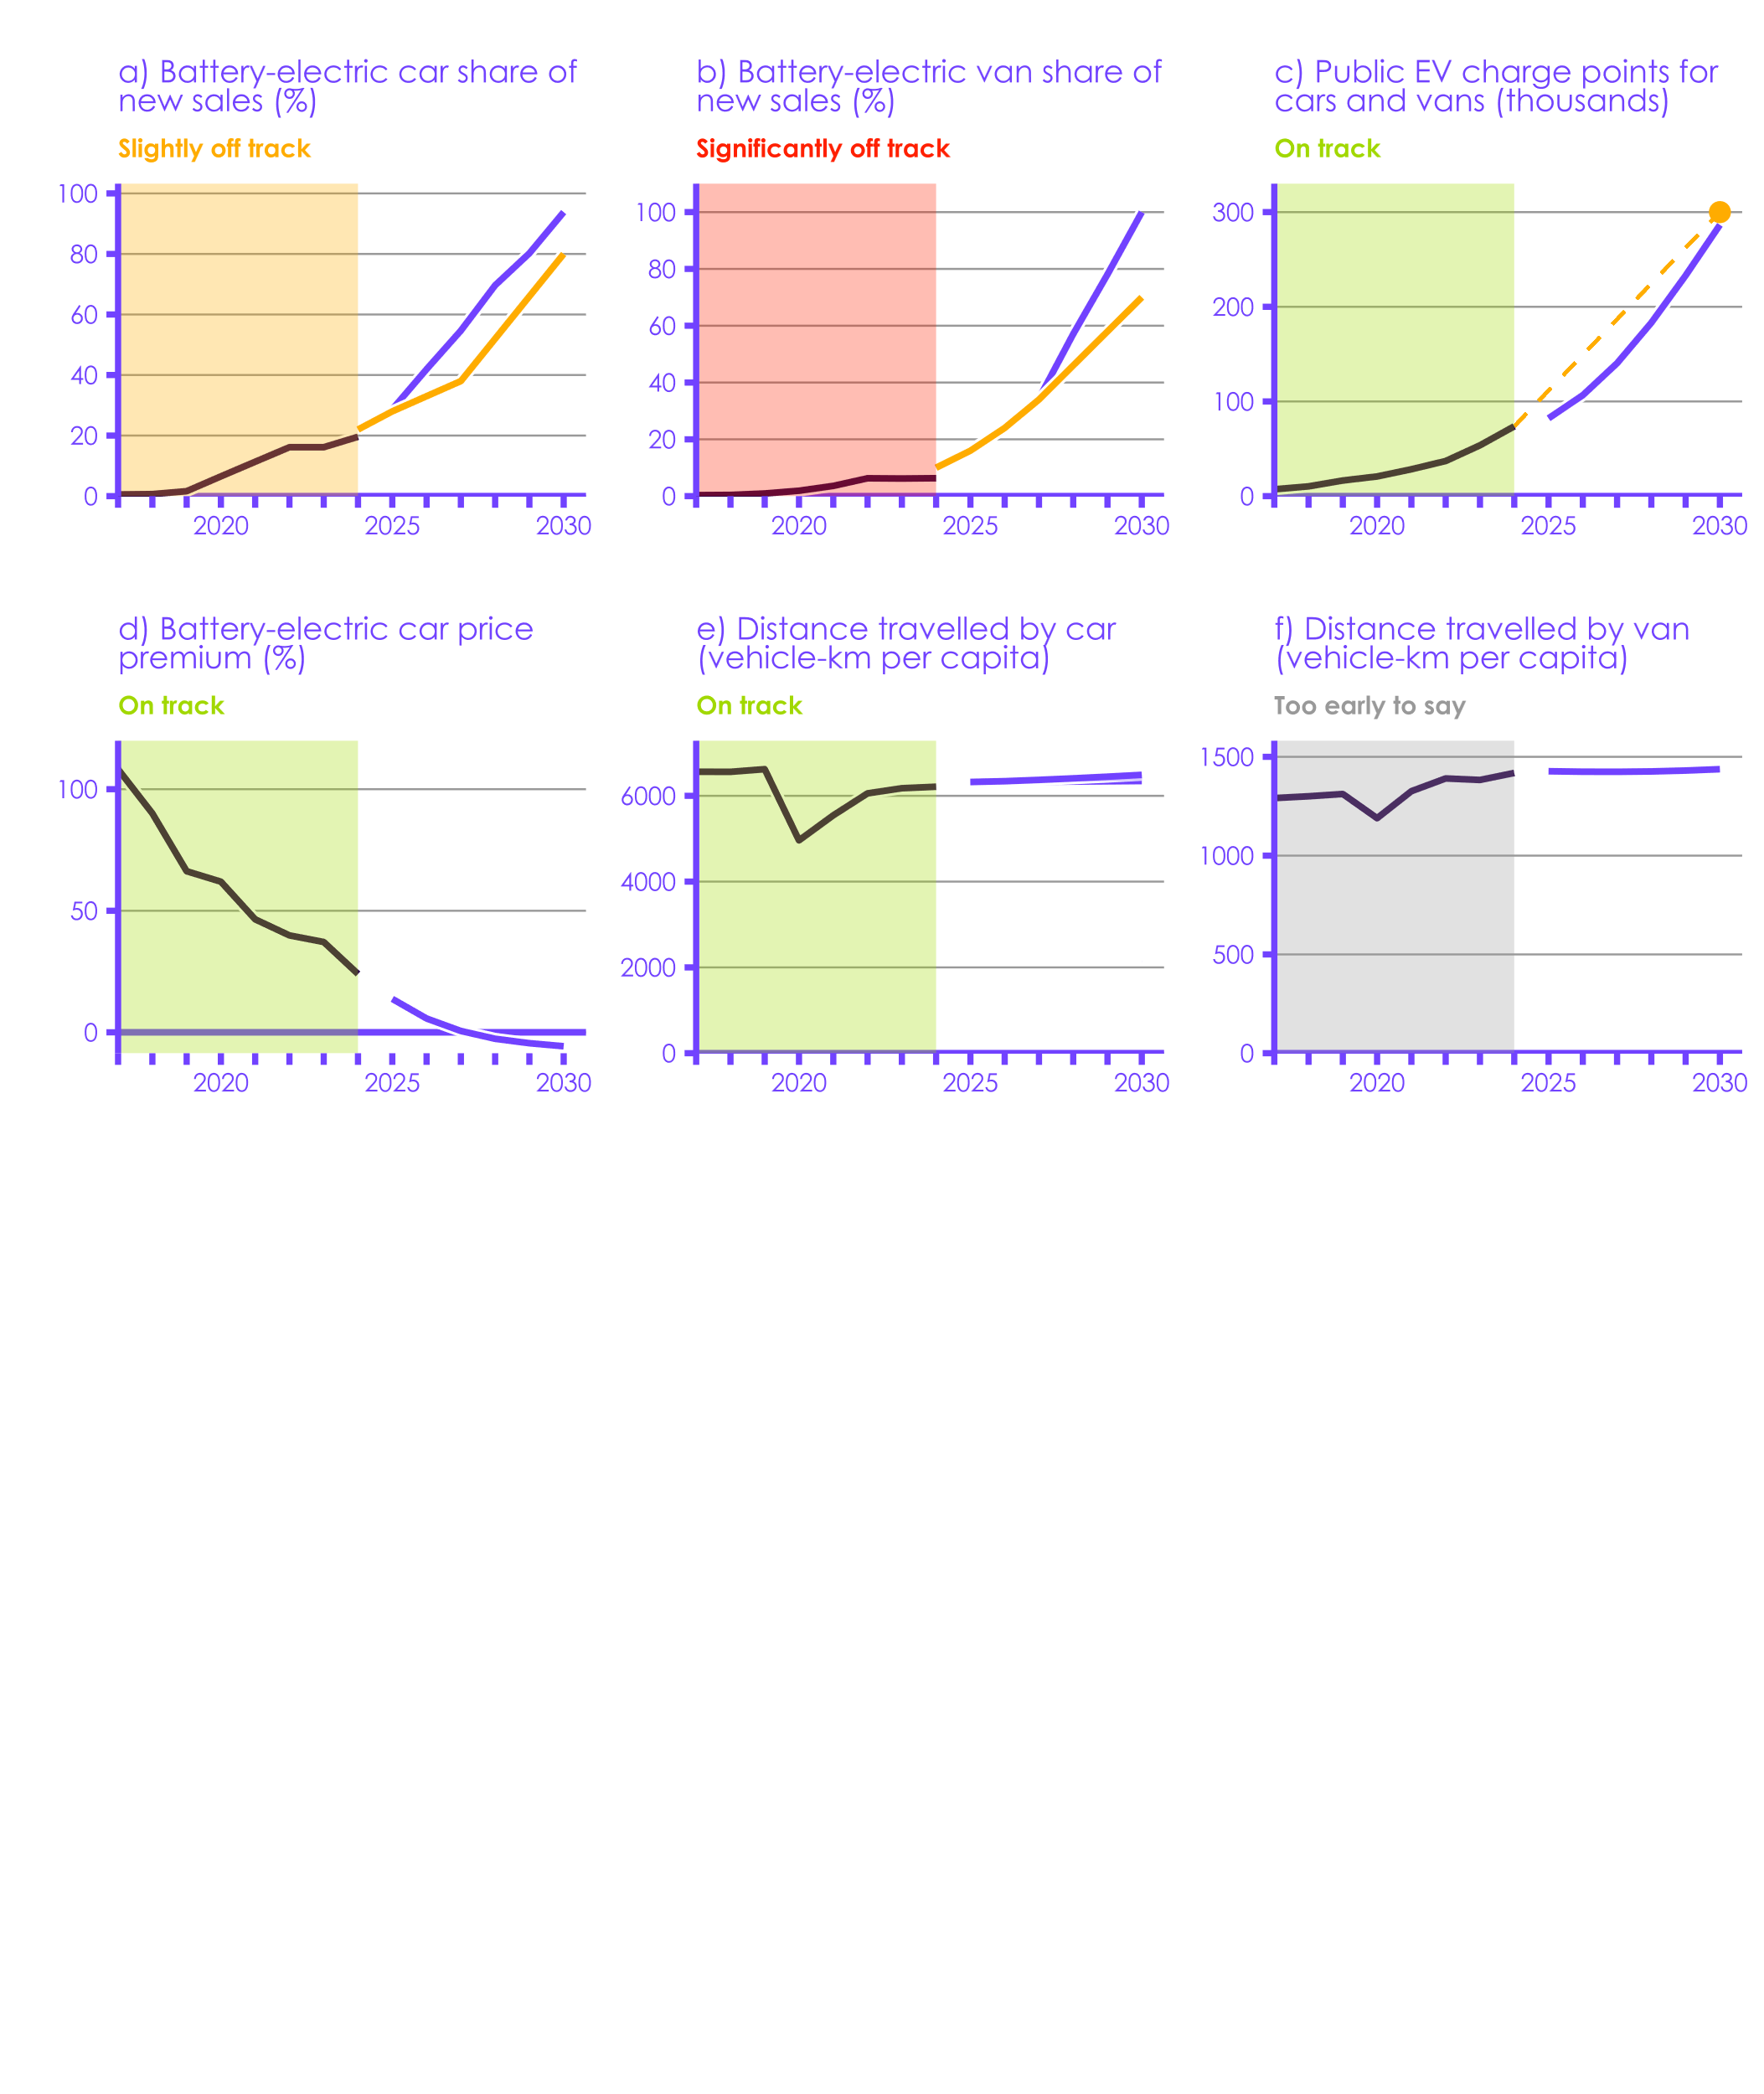 a) Battery-electric car share of
new sales (%)
Slightly off track
100
80
60
40
20
0
2020 2025 2030
b) Battery-electric van share of
new sales (%)
Significantly off track
100
80
60
40
20
0
2020 2025 2030
c) Public EV charge points for
cars and vans (thousands)
On track
300
200
100
0
2020 2025 2030
d) Battery-electric car price
premium (%)
On track
100
50
0
2020 2025 2030
e) Distance travelled by car
(vehicle-km per capita)
On track
6000
4000
2000
0
2020 2025 2030
f) Distance travelled by van
(vehicle-km per capita)
Too early to say
1500
1000
500
0
2020 2025 2030